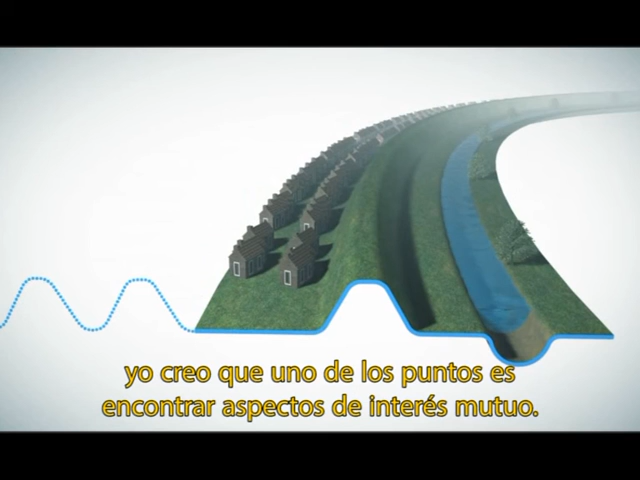 yo creo que uno de los puntos es
encontrar aspectos de interés mutuo.